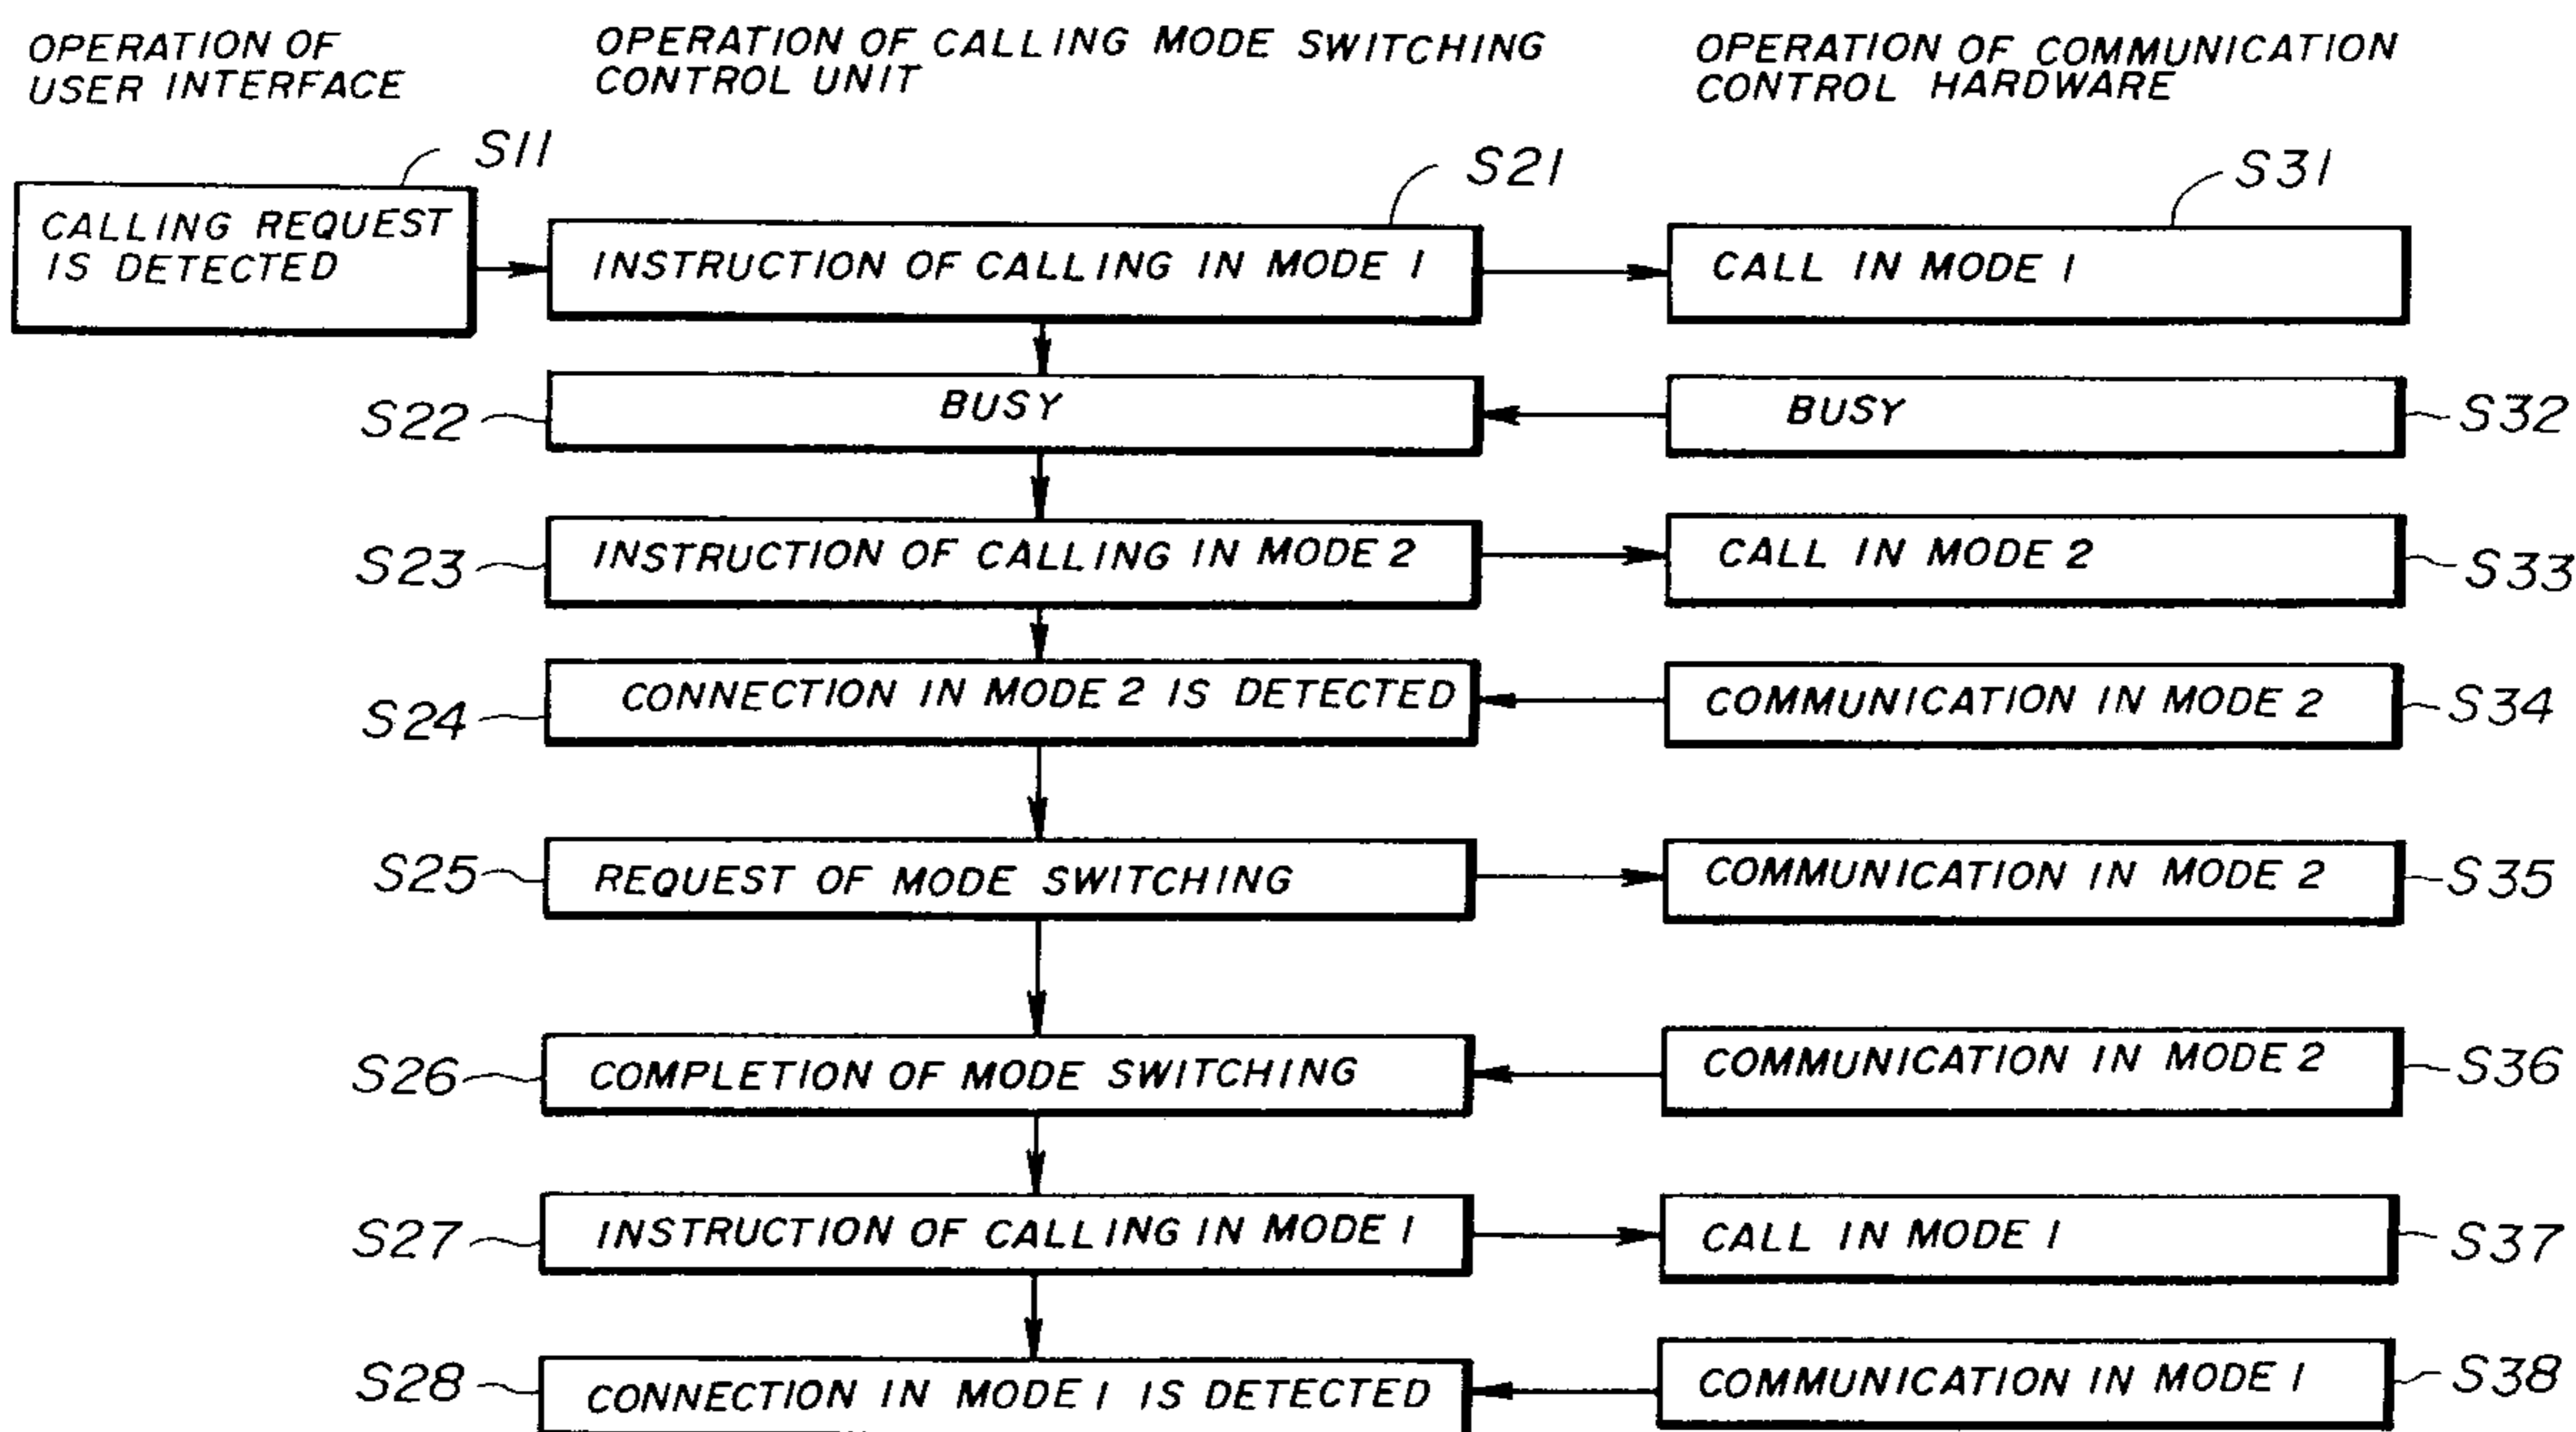 OPERATION OF
USER INTERFACE
OPERATION OF CALLING MODE SWITCHING
CONTROL UNIT
OPERATION OF COMMUNICATION
CONTROL HARDWARE
S11
S21
S31
CALLING REQUEST
IS DETECTED
INSTRUCTION OF CALLING IN MODE 1
CALL IN MODE 1
S22
BUSY
BUSY
S32
S23
INSTRUCTION OF CALLING IN MODE 2
CALL IN MODE 2
S33
S24
CONNECTION IN MODE 2 IS DETECTED
COMMUNICATION IN MODE 2
S34
S25
REQUEST OF MODE SWITCHING
COMMUNICATION IN MODE 2
S35
S26
COMPLETION OF MODE SWITCHING
COMMUNICATION IN MODE 2
S36
S27
INSTRUCTION OF CALLING IN MODE 1
CALL IN MODE 1
S37
S28
CONNECTION IN MODE 1 IS DETECTED
COMMUNICATION IN MODE 1
S38